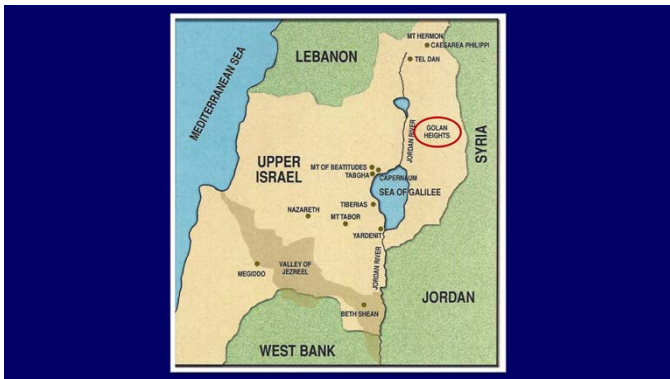 MT HERMON
CAESAREA PHILIPPI
LEBANON
TEL DAN
MEDITERRANEAN SEA
JORDAN RIVER
GOLAN
HEIGHTS
SYRIA
UPPER
ISRAEL
MT OF BEATITUDES
TABGHA
CAPERNAUM
SEA OF GALILEE
TIBERIAS
NAZARETH
MT TABOR
YARDENIT
VALLEY OF
JEZREEL
MEGIDDO
JORDAN RIVER
JORDAN
BETH SHEAN
WEST BANK